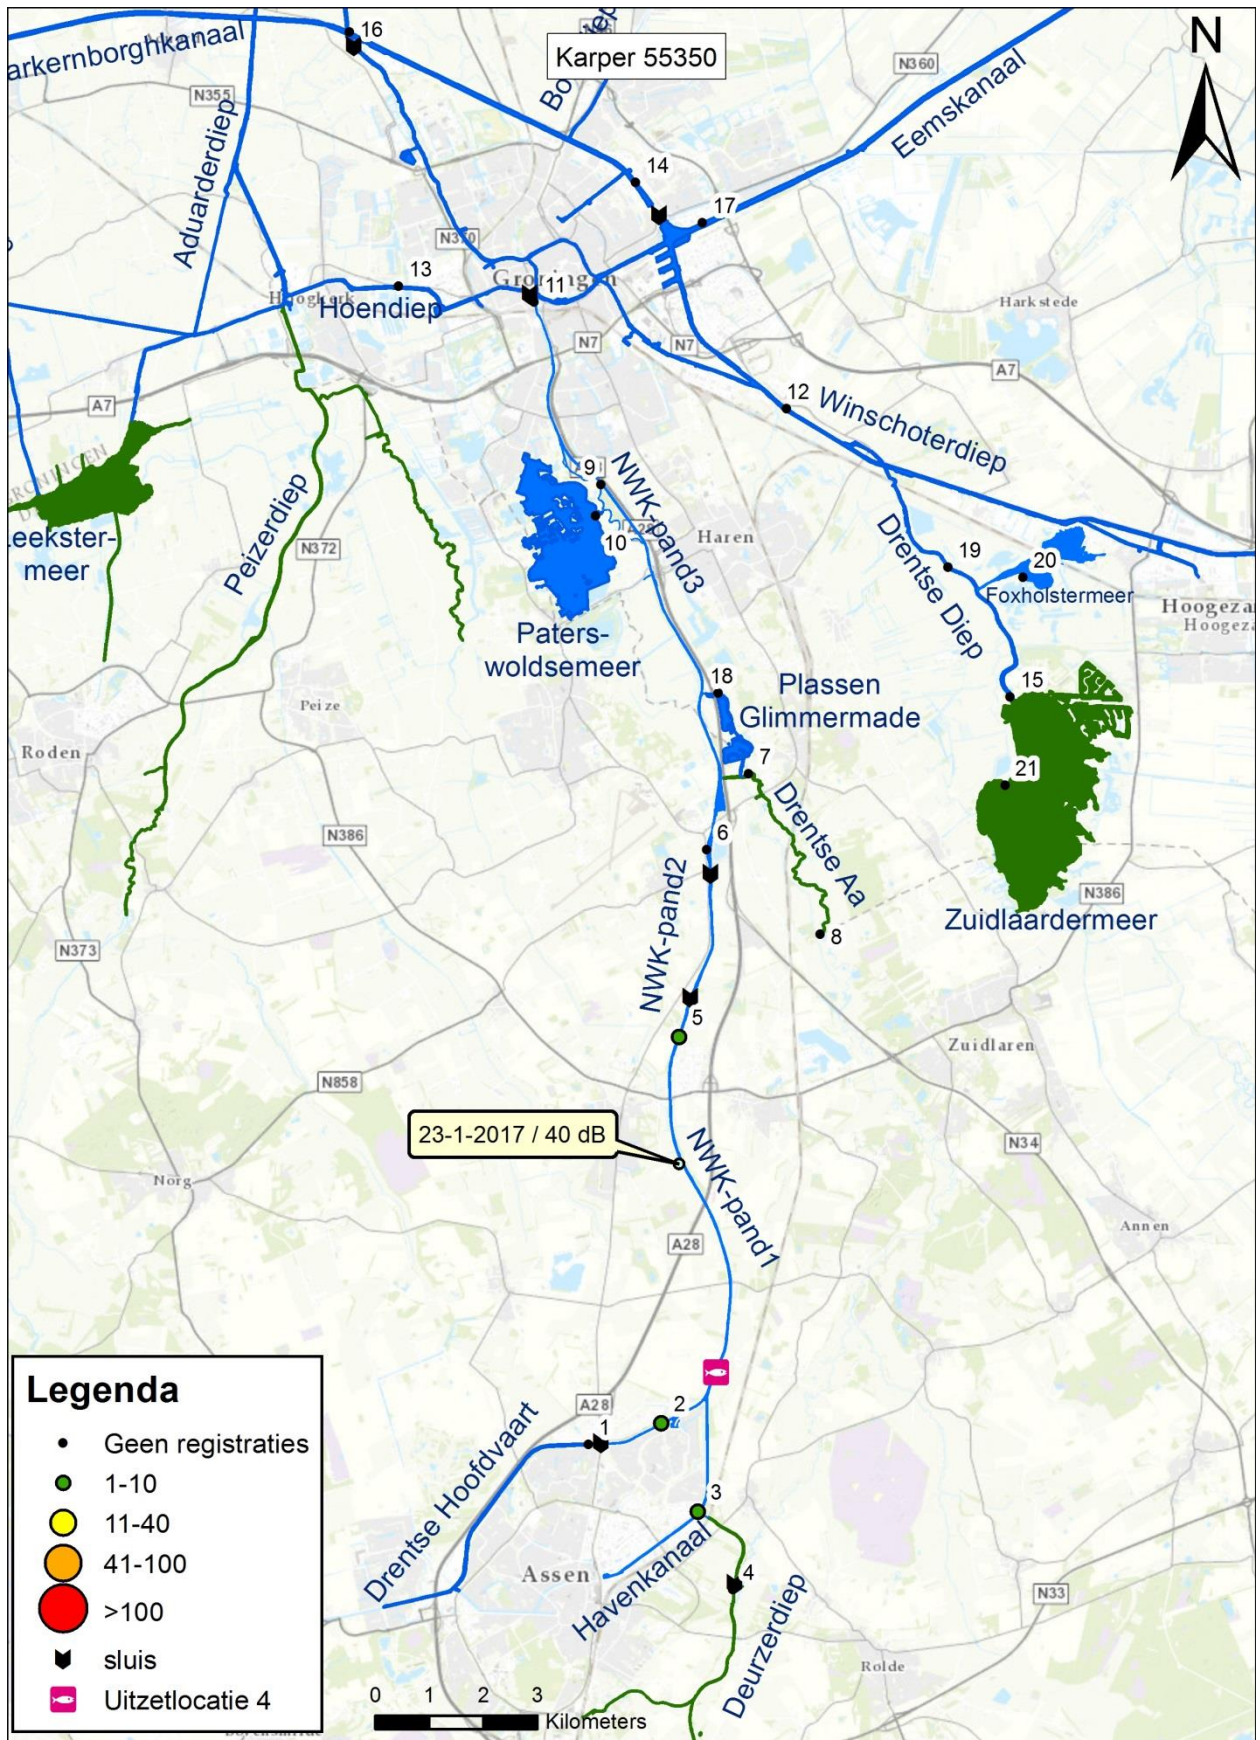 16
Karper 55350
N
arkernborghkanaal
N355
Aduarderdiep
N360
Eemskanaal
14
17
N370
Groningen
13
11
Hoogkerk
Hoendiep
Harkstede
N7
N7
A7
A7
12
Winschoterdiep
GRONINGEN
9
NWK-pand3
10
A28
Haren
Peizerdiep
Leekster-
meer
N372
Drentse Diep
19
20
Foxholstermeer
Hoogeza
Hoogeza
Paters-
woldsemeer
18
Plassen
Glimmermade
15
Peize
Roden
7
21
Drentse Aa
N386
6
NWK-pand2
N386
Zuidlaardermeer
8
N373
5
Zuidlaren
N858
23-1-2017 / 40 dB
NWK-pand1
N34
Norg
Annen
A28
Legenda
Geen registraties
1-10
11-40
41-100
>100
sluis
Uitzetlocatie 4
A28
2
1
Drentse Hoofdvaart
3
Havenkanaal
Assen
4
Deurzerdiep
N33
Rolde
0 1 2 3
Kilometers